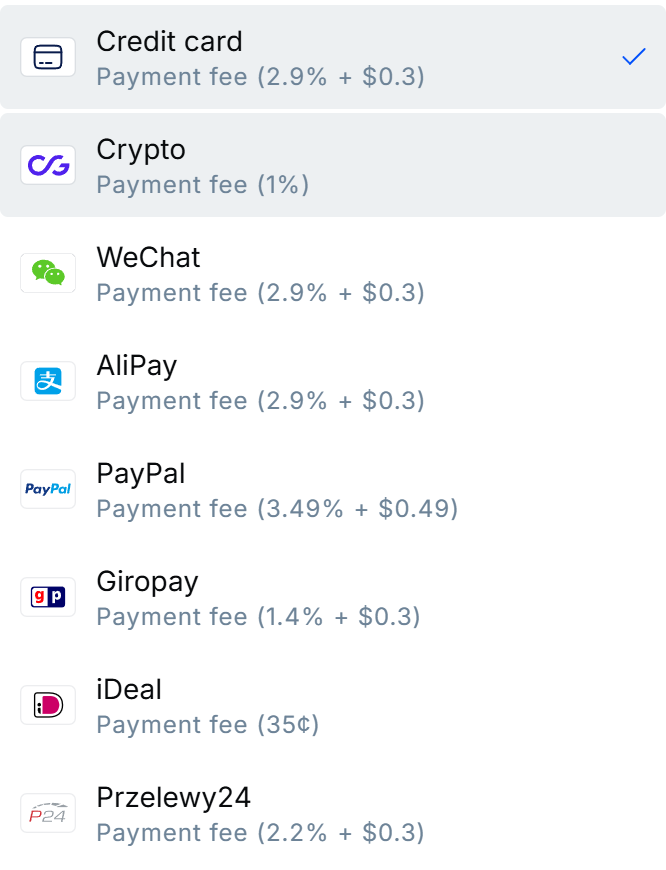 Credit card
Payment fee (2.9% + $0.3)
Crypto
Payment fee (1%)
WeChat
Payment fee (2.9% + $0.3)
支
AliPay
Payment fee (2.9% + $0.3)
PayPal
PayPal
Payment fee (3.49% + $0.49)
gp
Giropay
Payment fee (1.4% + $0.3)
iD
iDeal
Payment fee (35¢)
P24
Przelewy24
Payment fee (2.2% + $0.3)